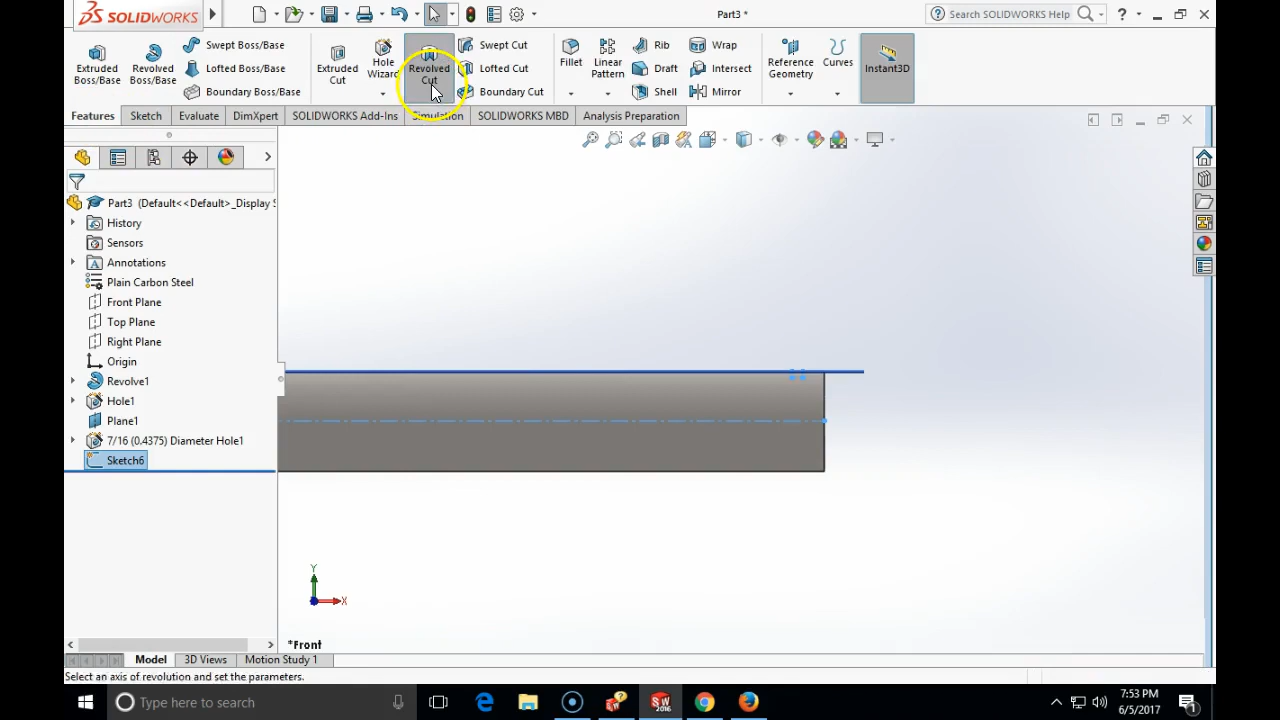 SOLIDWORKS
Part3 *
Search SOLIDWORKS Help
Extruded Boss/Base
Revolved Boss/Base
Swept Boss/Base
Lofted Boss/Base
Boundary Boss/Base
Extruded Cut
Hole Wizard
Revolved Cut
Swept Cut
Lofted Cut
Boundary Cut
Fillet
Linear Pattern
Rib
Draft
Shell
Wrap
Intersect
Mirror
Reference Geometry
Curves
Instant3D
Features
Sketch
Evaluate
DimXpert
SOLIDWORKS Add-Ins
Simulation
SOLIDWORKS MBD
Analysis Preparation
Part3 (Default<<Default>_Display S
History
Sensors
Annotations
Plain Carbon Steel
Front Plane
Top Plane
Right Plane
Origin
Revolve1
Hole1
Plane1
7/16 (0.4375) Diameter Hole1
Sketch6
Y
X
*Front
Model
3D Views
Motion Study 1
Select an axis of revolution and set the parameters.
Type here to search
SW 2016
7:53 PM
6/5/2017
1